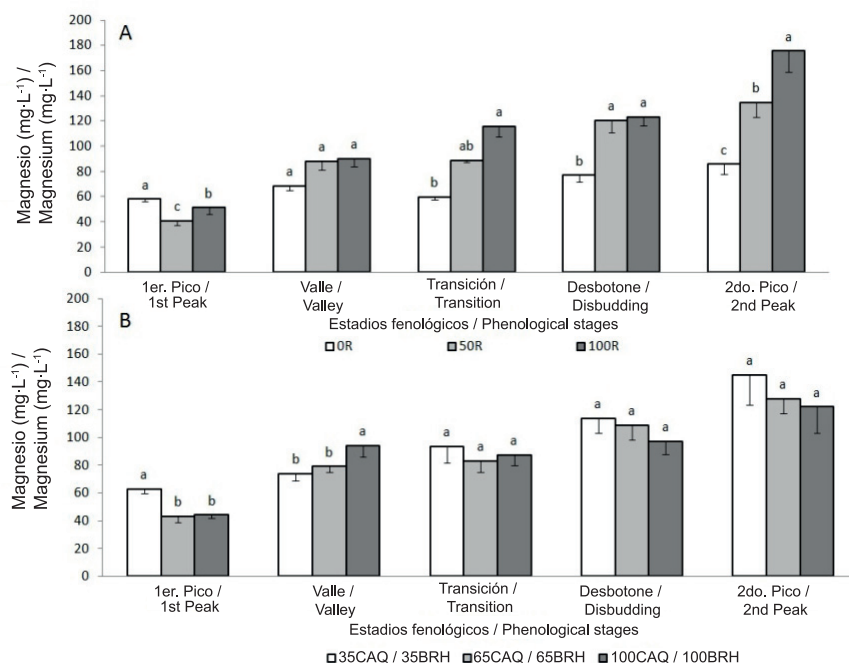 200
180
160
140
120
100
80
60
40
20
0
Magnesio (mg·L⁻¹) /
Magnesium (mg·L⁻¹)
A
a
c
b
a
a
a
b
ab
a
b
a
a
c
b
a
1er. Pico /
1st Peak
Valle /
Valley
Transición /
Transition
Desbotone /
Disbudding
2do. Pico /
2nd Peak
Estadios fenológicos / Phenological stages
0R 50R 100R
200
180
160
140
120
100
80
60
40
20
0
Magnesio (mg·L⁻¹) /
Magnesium (mg·L⁻¹)
B
a
b
b
b
b
a
a
a
a
a
a
a
a
a
a
1er. Pico /
1st Peak
Valle /
Valley
Transición /
Transition
Desbotone /
Disbudding
2do. Pico /
2nd Peak
Estadios fenológicos / Phenological stages
35CAQ / 35BRH 65CAQ / 65BRH 100CAQ / 100BRH